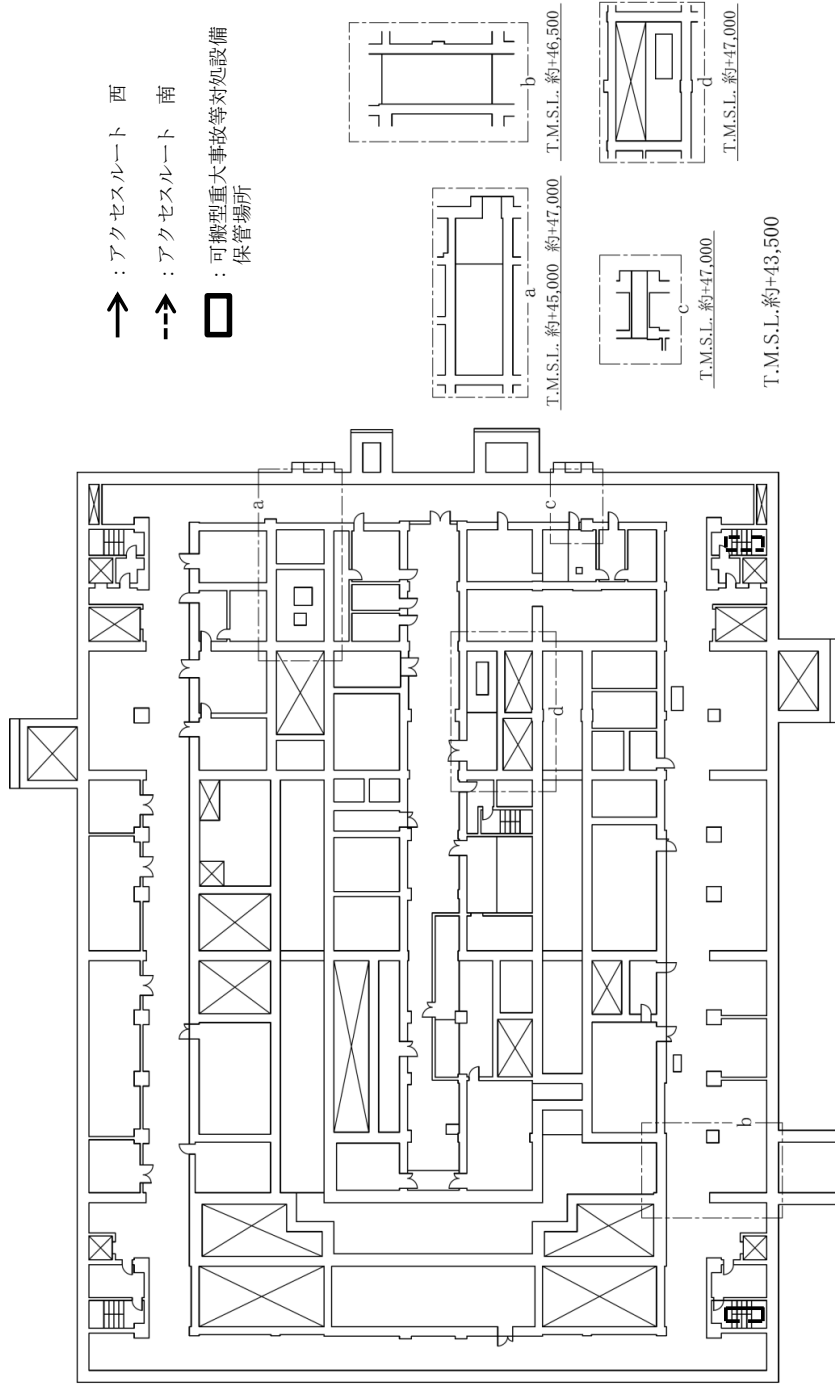 ：アクセスルート　西
：アクセスルート　南
：可搬型重大事故等対処設備
保管場所
a
T.M.S.L. 約+45,000　約+47,000
b
T.M.S.L. 約+46,500
c
T.M.S.L. 約+47,000
d
T.M.S.L. 約+47,000
T.M.S.L.約+43,500
a
c
d
b